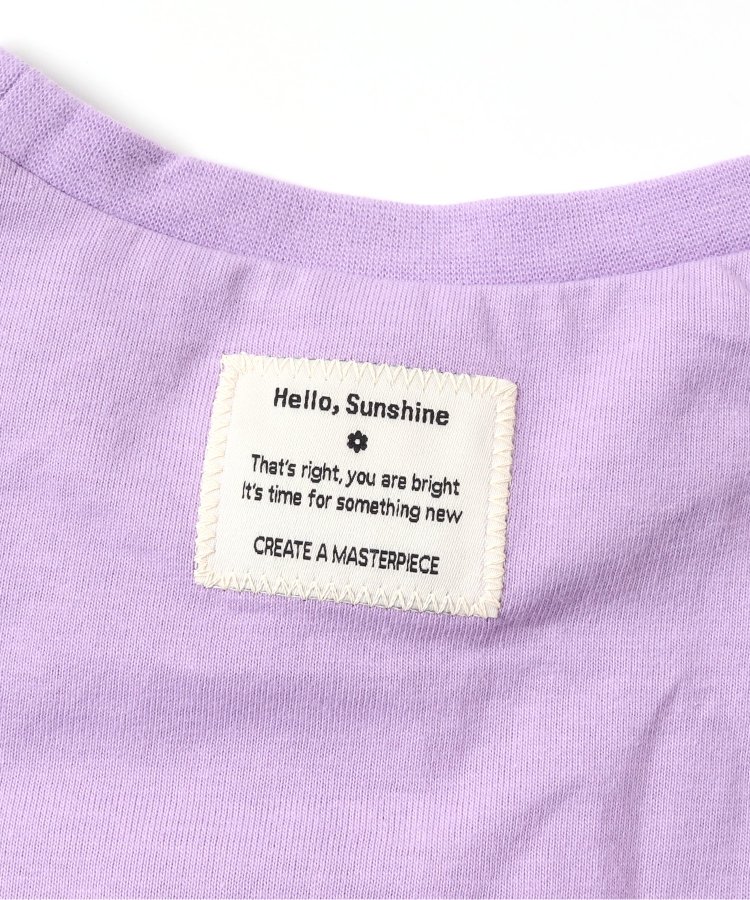 Hello, Sunshine
That's right, you are bright
It's time for something new
CREATE A MASTERPIECE